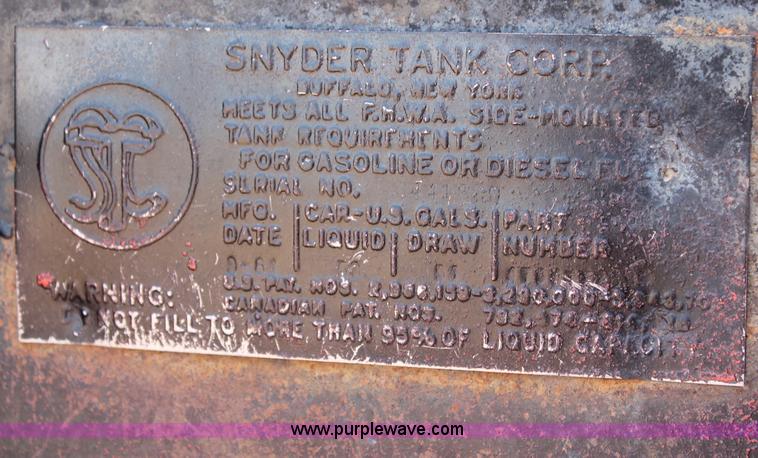 SNYDER TANK CORP.
BUFFALO, NEW YORK
MEETS ALL F.H.W.A. SIDE-MOUNTED
TANK REQUIREMENTS
FOR GASOLINE OR DIESEL FUEL
SERIAL NO.
MFG. CAP.-U.S. GALS. PART
DATE LIQUID DRAW NUMBER
U.S. PAT. NOS.
CANADIAN PAT. NOS.
WARNING:
DO NOT FILL TO MORE THAN 95% OF LIQUID CAPACITY
STC
www.purplewave.com